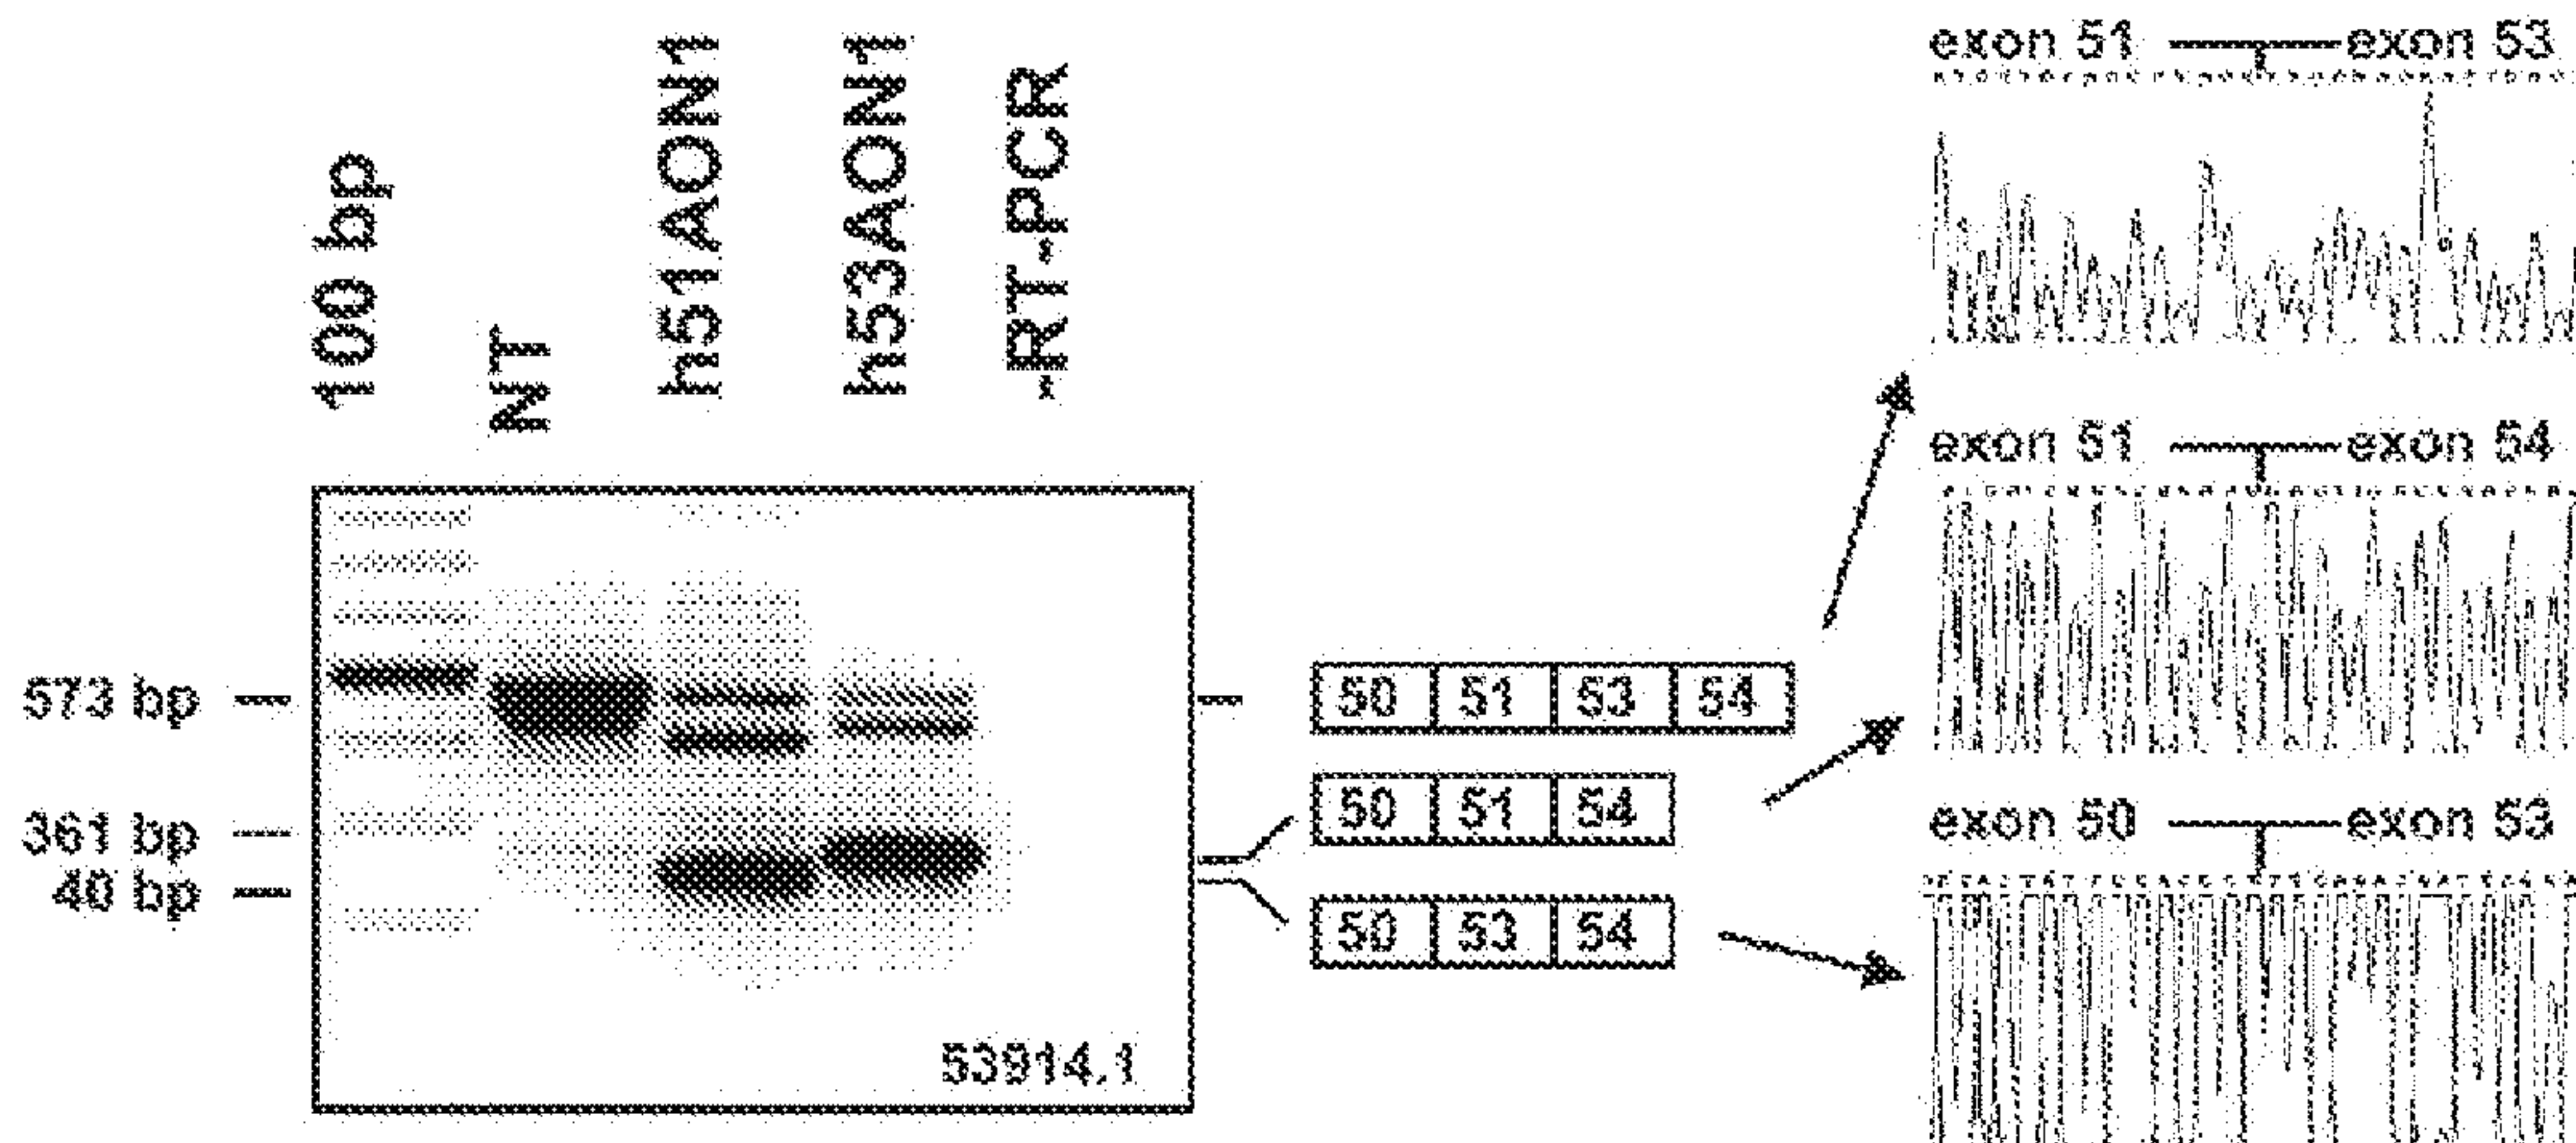 100 bp
NT
h51AON1
h53AON1
-RT-PCR
573 bp
361 bp
40 bp
53914.1
50 51 53 54
50 51 54
50 53 54
exon 51 exon 53
exon 51 exon 54
exon 50 exon 53